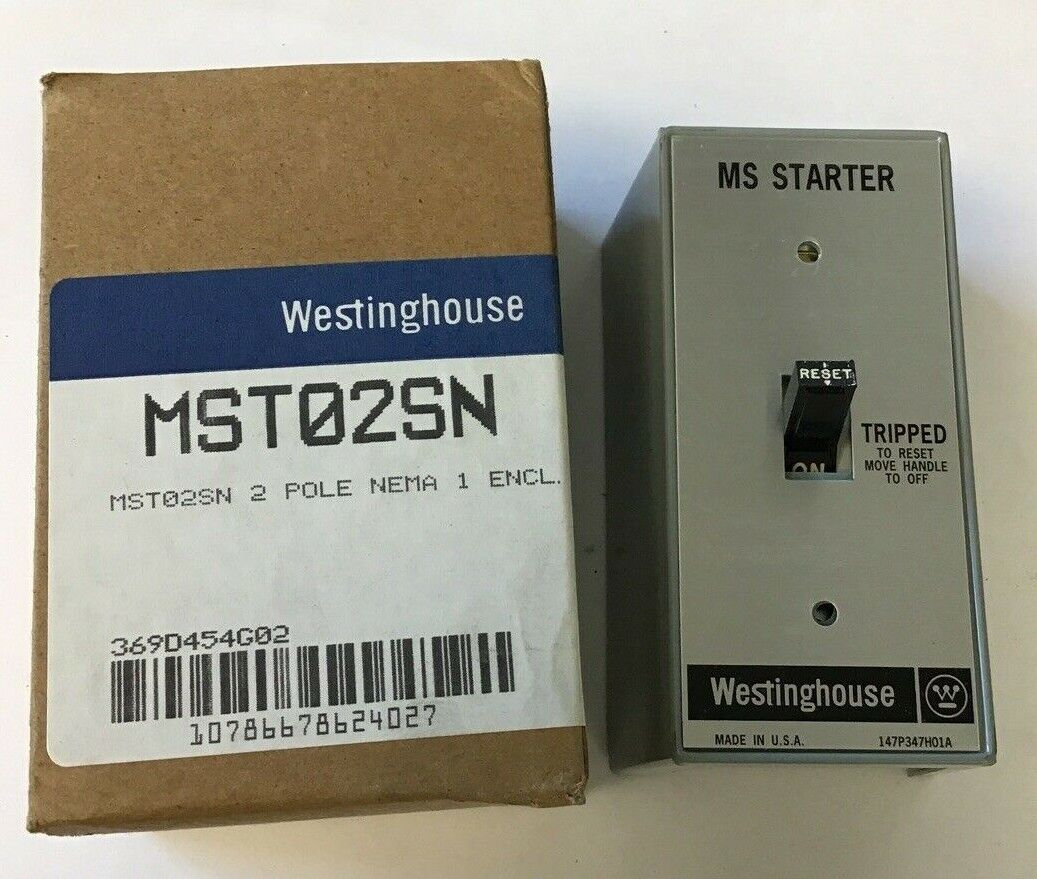 Westinghouse
MST02SN
MST02SN 2 POLE NEMA 1 ENCL.
369D454G02
10786678624027
MS STARTER
RESET
ON
TRIPPED
TO RESET
MOVE HANDLE
TO OFF
Westinghouse
MADE IN U.S.A. 147P347H01A